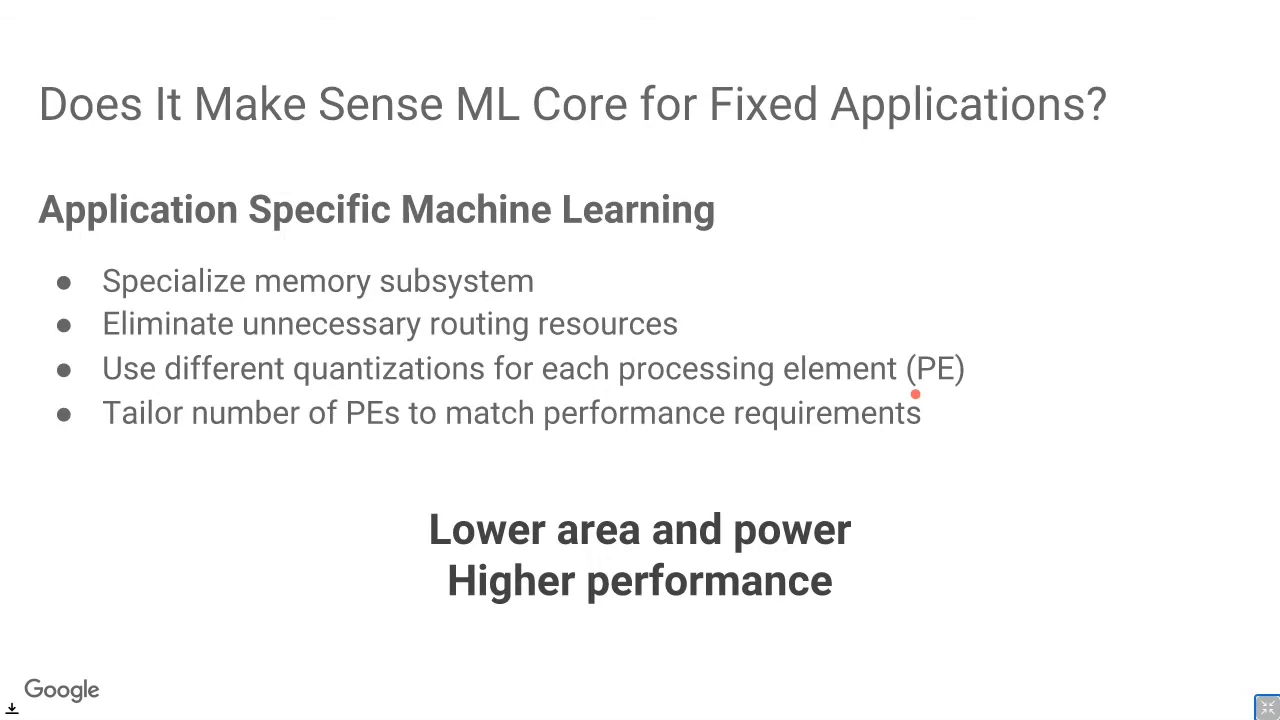 Does It Make Sense ML Core for Fixed Applications?
Application Specific Machine Learning
● Specialize memory subsystem
● Eliminate unnecessary routing resources
● Use different quantizations for each processing element (PE)
● Tailor number of PEs to match performance requirements
Lower area and power
Higher performance
Google